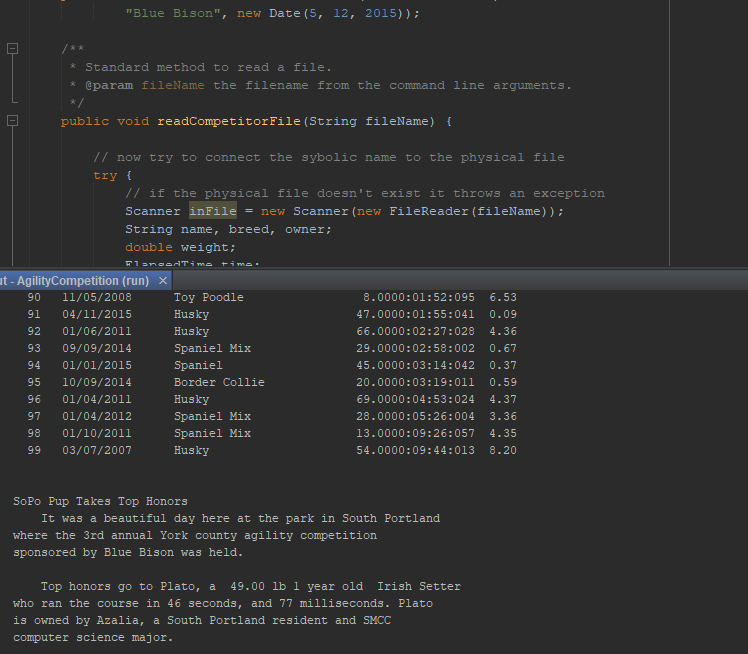 "Blue Bison", new Date(5, 12, 2015));
/**
* Standard method to read a file.
* @param fileName the filename from the command line arguments.
*/
public void readCompetitorFile(String fileName) {
// now try to connect the sybolic name to the physical file
try {
// if the physical file doesn't exist it throws an exception
Scanner inFile = new Scanner(new FileReader(fileName));
String name, breed, owner;
double weight;
ElapsedTime time;
ut - AgilityCompetition (run) ×
90 11/05/2008 Toy Poodle 8.0000:01:52:095 6.53
91 04/11/2015 Husky 47.0000:01:55:041 0.09
92 01/06/2011 Husky 66.0000:02:27:028 4.36
93 09/09/2014 Spaniel Mix 29.0000:02:58:002 0.67
94 01/01/2015 Spaniel 45.0000:03:14:042 0.37
95 10/09/2014 Border Collie 20.0000:03:19:011 0.59
96 01/04/2011 Husky 69.0000:04:53:024 4.37
97 01/04/2012 Spaniel Mix 28.0000:05:26:004 3.36
98 01/10/2011 Spaniel Mix 13.0000:09:26:057 4.35
99 03/07/2007 Husky 54.0000:09:44:013 8.20
SoPo Pup Takes Top Honors
It was a beautiful day here at the park in South Portland
where the 3rd annual York county agility competition
sponsored by Blue Bison was held.
Top honors go to Plato, a 49.00 lb 1 year old Irish Setter
who ran the course in 46 seconds, and 77 milliseconds. Plato
is owned by Azalia, a South Portland resident and SMCC
computer science major.